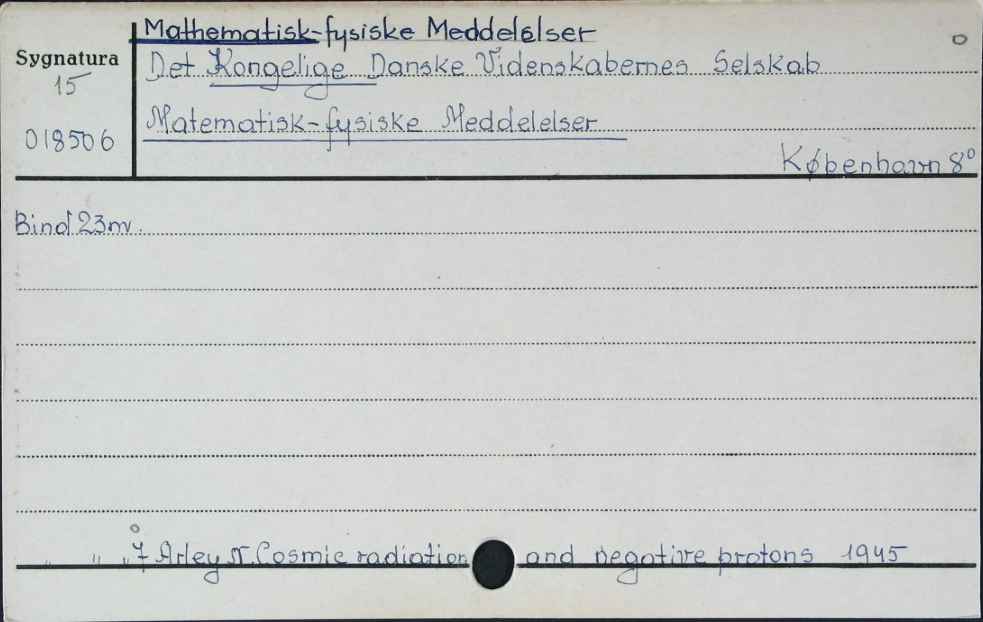 Mathematisk-fysiske Meddelelser
Sygnatura
15
018506
Det Kongelige Danske Videnskabernes Selskab
Matematisk-fysiske Meddelelser
København 8°
Bind 23
" " " 7 Arley N. Cosmic radiation and negative protons 1945